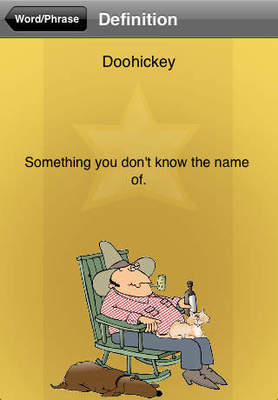 Word/Phrase
Definition
Doohickey
Something you don't know the name
of.